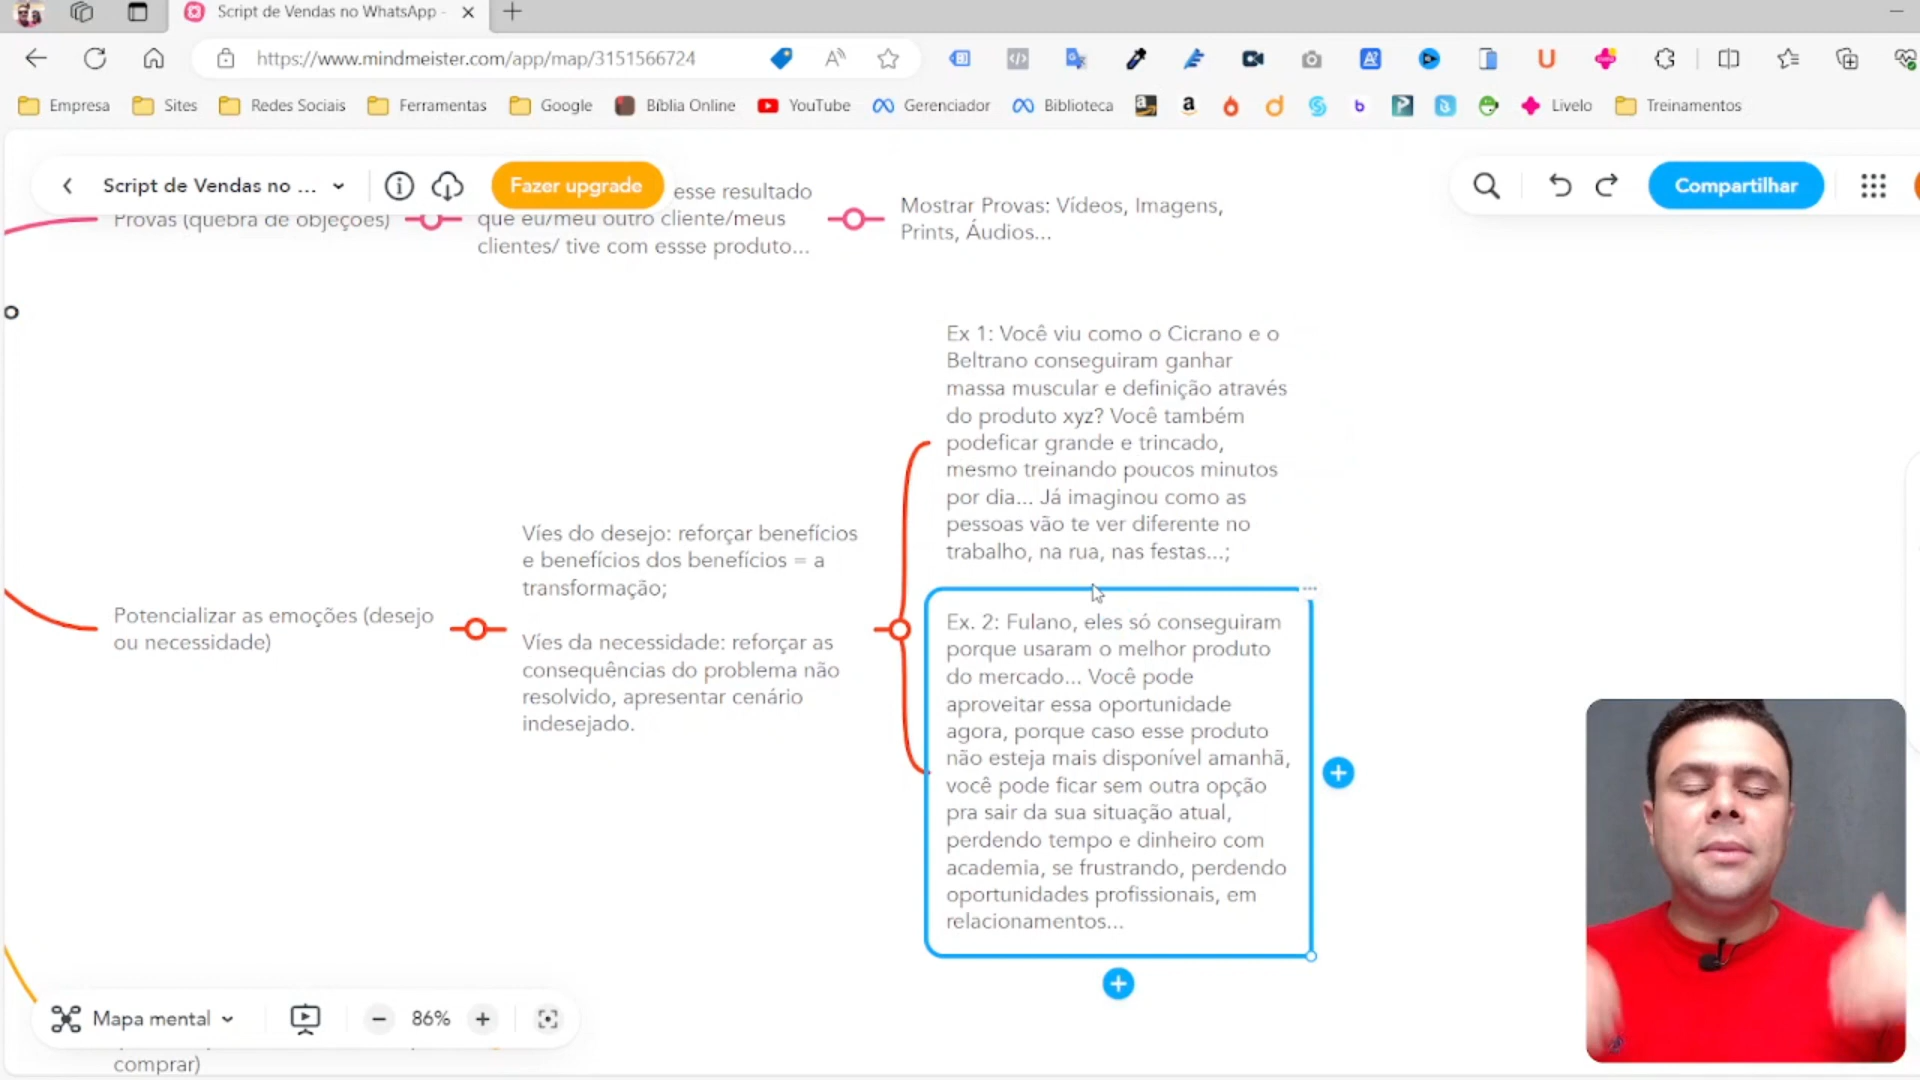 Script de Vendas no WhatsApp -
https://www.mindmeister.com/app/map/3151566724
Empresa
Sites
Redes Sociais
Ferramentas
Google
Bíblia Online
YouTube
Gerenciador
Biblioteca
Livelo
Treinamentos
Script de Vendas no ...
Fazer upgrade
Compartilhar
Provas (quebra de objeções)
esse resultado
que eu/meu outro cliente/meus
clientes/ tive com essse produto...
Mostrar Provas: Vídeos, Imagens,
Prints, Áudios...
Potencializar as emoções (desejo
ou necessidade)
Víes do desejo: reforçar benefícios
e benefícios dos benefícios = a
transformação;
Víes da necessidade: reforçar as
consequências do problema não
resolvido, apresentar cenário
indesejado.
Ex 1: Você viu como o Cicrano e o
Beltrano conseguiram ganhar
massa muscular e definição através
do produto xyz? Você também
podeficar grande e trincado,
mesmo treinando poucos minutos
por dia... Já imaginou como as
pessoas vão te ver diferente no
trabalho, na rua, nas festas...;
Ex. 2: Fulano, eles só conseguiram
porque usaram o melhor produto
do mercado... Você pode
aproveitar essa oportunidade
agora, porque caso esse produto
não esteja mais disponível amanhã,
você pode ficar sem outra opção
pra sair da sua situação atual,
perdendo tempo e dinheiro com
academia, se frustrando, perdendo
oportunidades profissionais, em
relacionamentos...
Mapa mental
86%
comprar)